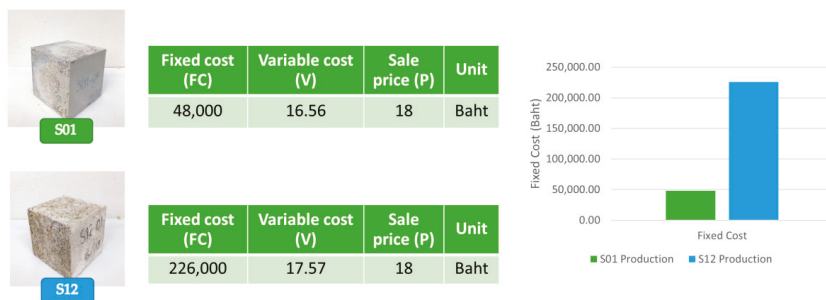 Fixed cost (FC) Variable cost (V) Sale price (P) Unit
48,000 16.56 18 Baht
S01
Fixed cost (FC) Variable cost (V) Sale price (P) Unit
226,000 17.57 18 Baht
S12
Fixed Cost (Baht)
250,000.00
200,000.00
150,000.00
100,000.00
50,000.00
0.00
Fixed Cost
S01 Production S12 Production